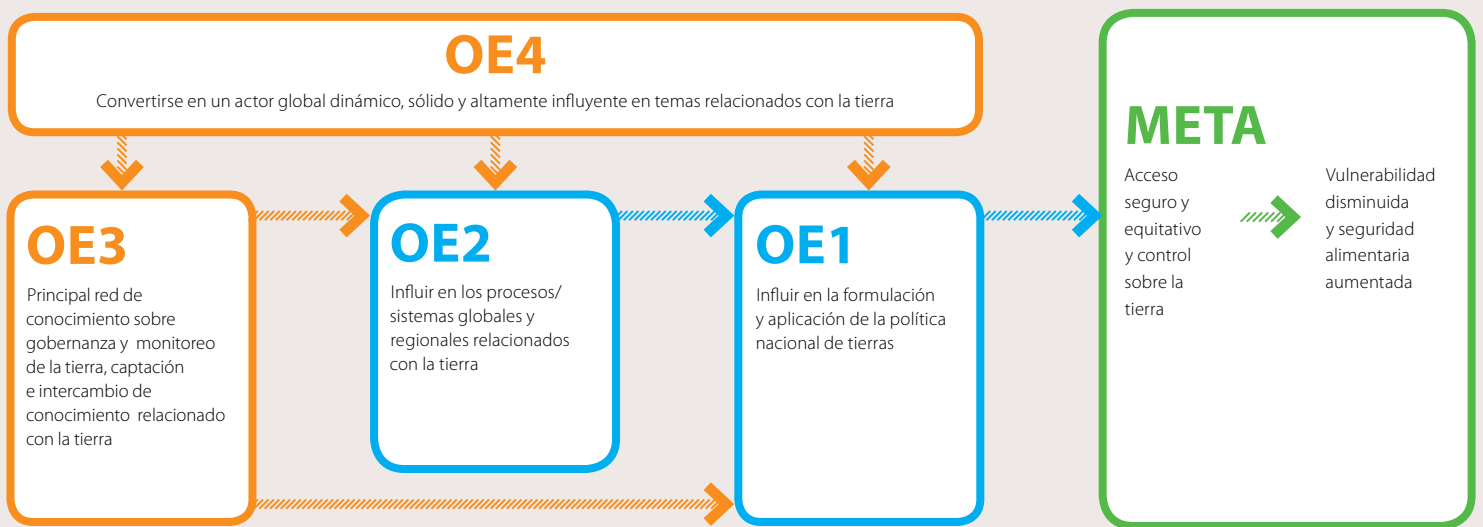 OE4
Convertirse en un actor global dinámico, sólido y altamente influyente en temas relacionados con la tierra
OE3
Principal red de
conocimiento sobre
gobernanza y monitoreo
de la tierra, captación
e intercambio de
conocimiento relacionado
con la tierra
OE2
Influir en los procesos/
sistemas globales y
regionales relacionados
con la tierra
OE1
Influir en la formulación
y aplicación de la política
nacional de tierras
META
Acceso
seguro y
equitativo
y control
sobre la
tierra
Vulnerabilidad
disminuida
y seguridad
alimentaria
aumentada